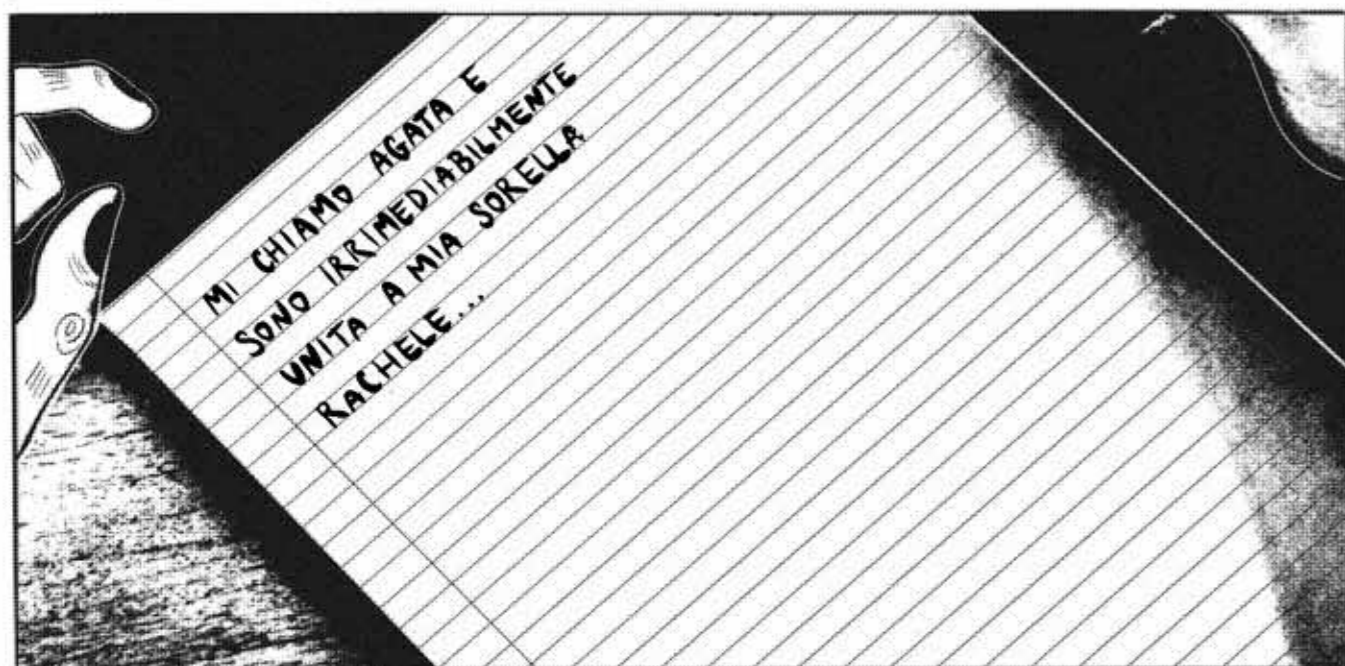 MI CHIAMO AGATA E
SONO IRRIMEDIABILMENTE
UNITA A MIA SORELLA
RACHELE...